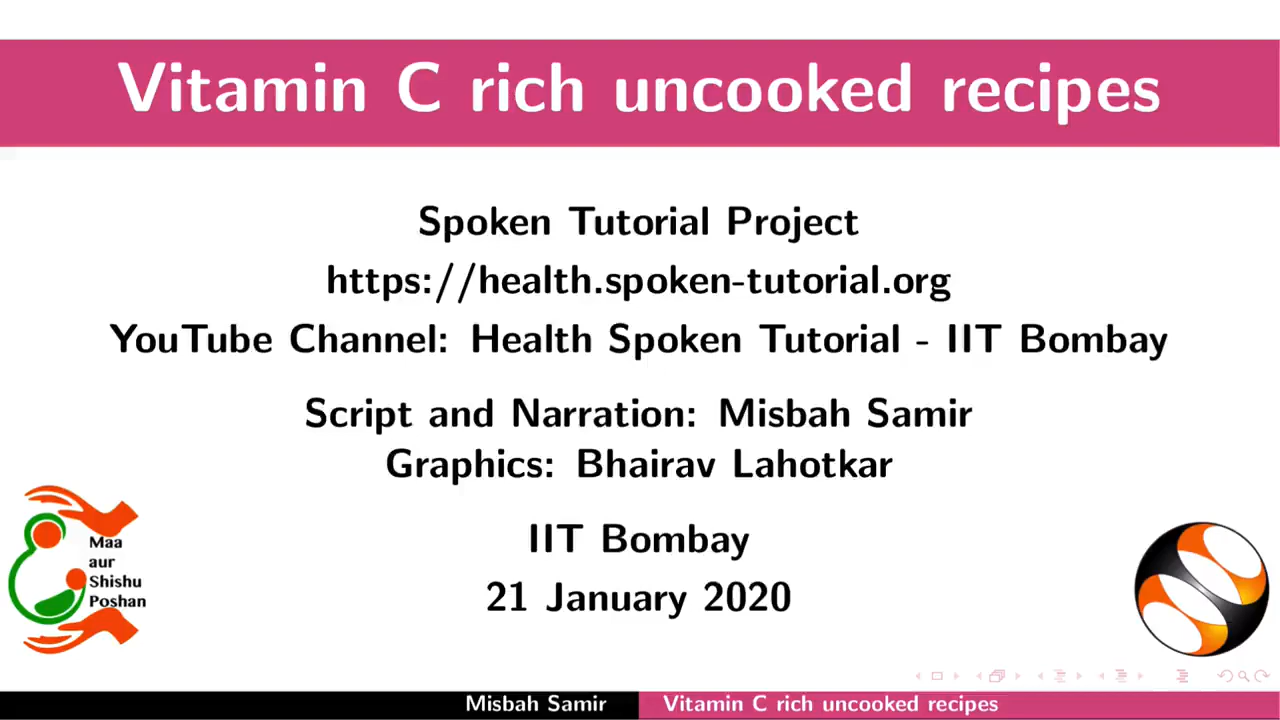 Vitamin C rich uncooked recipes
Spoken Tutorial Project
https://health.spoken-tutorial.org
YouTube Channel: Health Spoken Tutorial - IIT Bombay
Script and Narration: Misbah Samir
Graphics: Bhairav Lahotkar
IIT Bombay
21 January 2020
Maa
aur
Shishu
Poshan
Misbah Samir
Vitamin C rich uncooked recipes